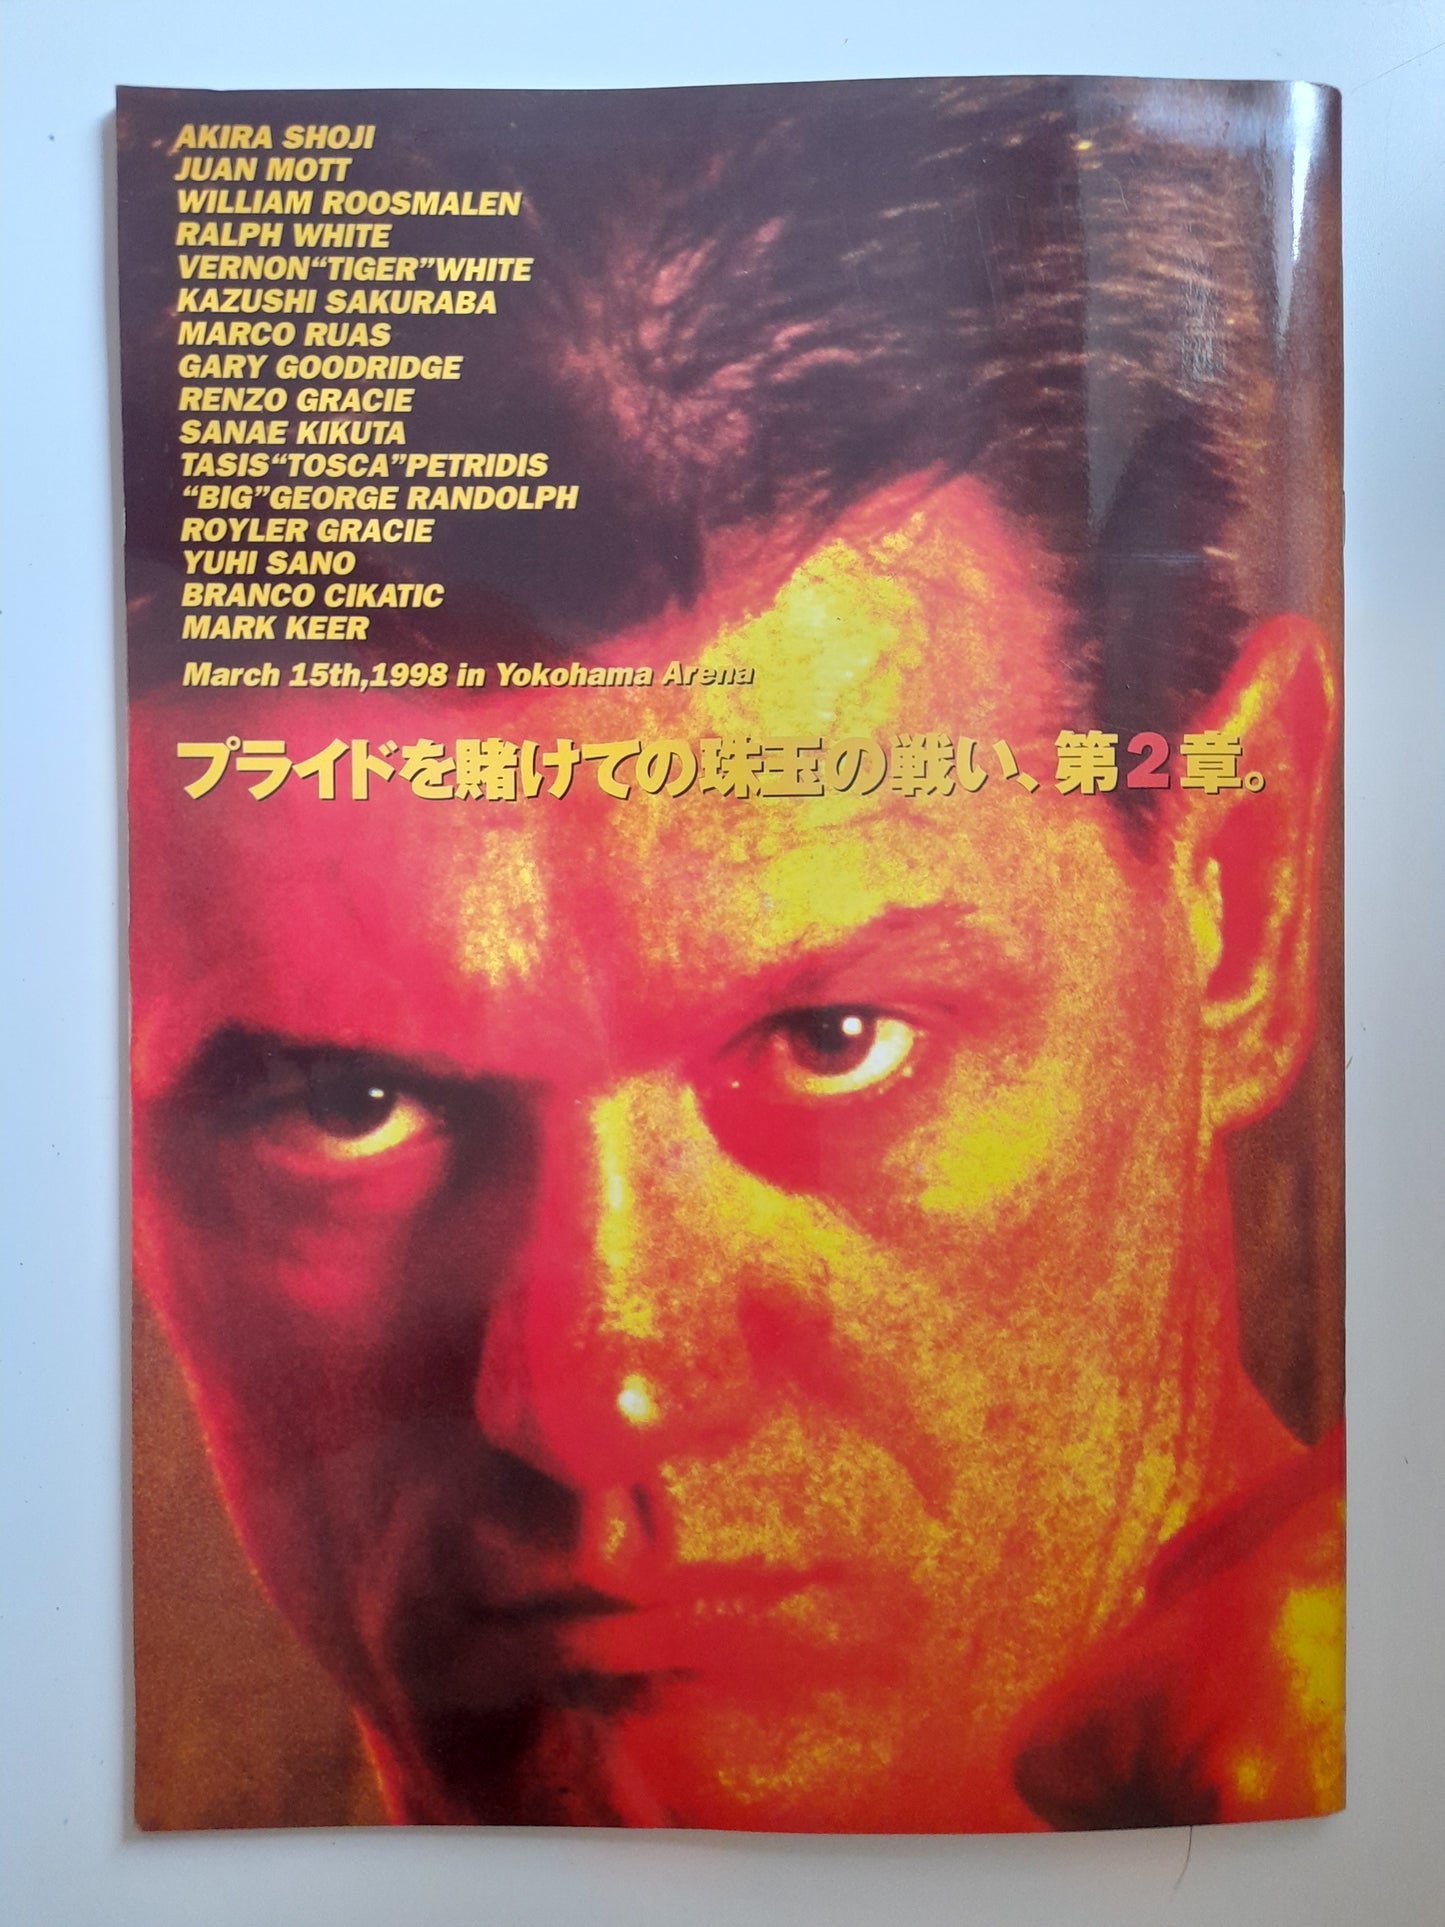 AKIRA SHOJI
JUAN MOTT
WILLIAM ROOSMALEN
RALPH WHITE
VERNON“TIGER”WHITE
KAZUSHI SAKURABA
MARCO RUAS
GARY GOODRIDGE
RENZO GRACIE
SANAE KIKUTA
TASIS“TOSCA”PETRIDIS
“BIG”GEORGE RANDOLPH
ROYLER GRACIE
YUHI SANO
BRANCO CIKATIC
MARK KEER
March 15th,1998 in Yokohama Arena
プライドを賭けての珠玉の戦い、第2章。